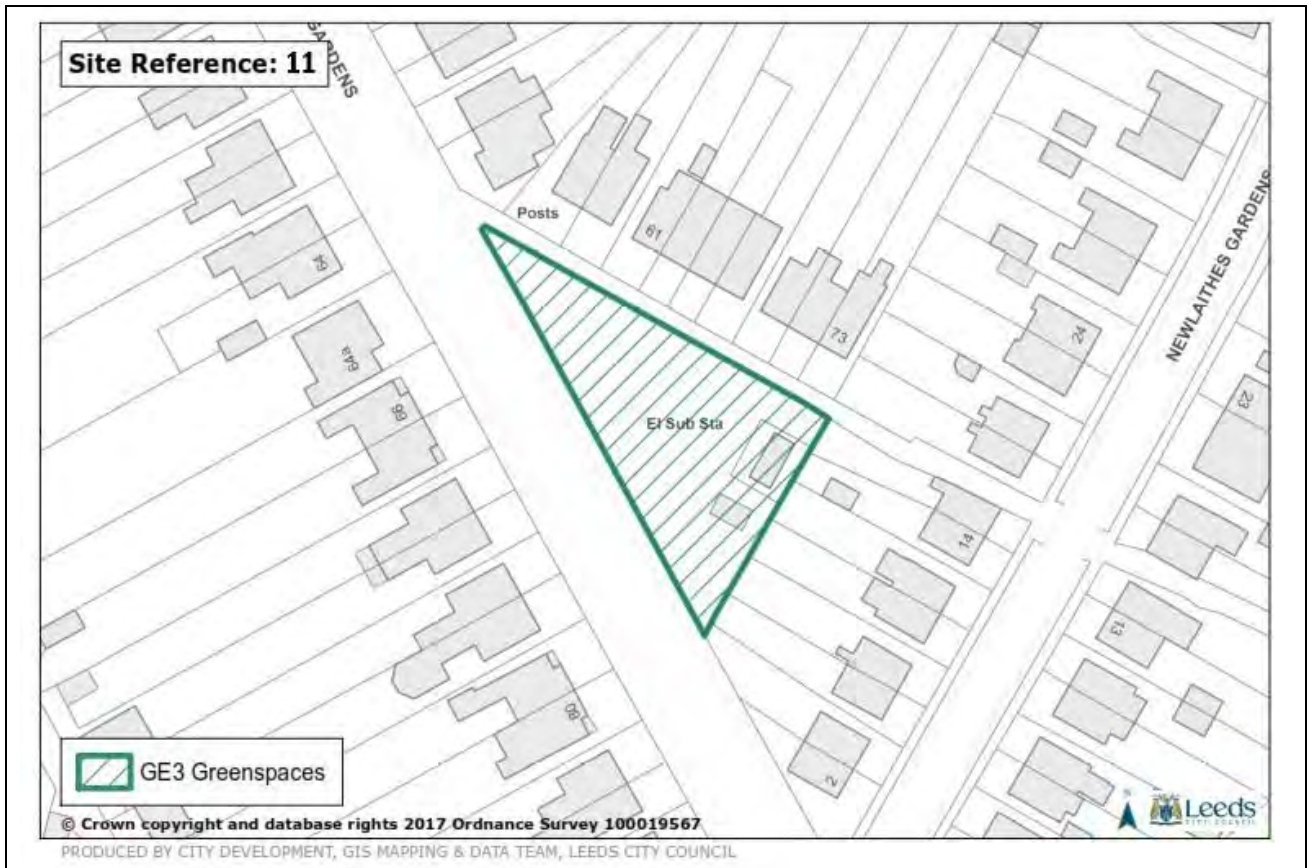 Site Reference: 11
GARDENS
Posts
61
64
73
64a
24
NEWLAITHES GARDENS
66
23
El Sub Sta
14
13
80
2
GE3 Greenspaces
© Crown copyright and database rights 2017 Ordnance Survey 100019567
Leeds
CITY COUNCIL
PRODUCED BY CITY DEVELOPMENT, GIS MAPPING & DATA TEAM, LEEDS CITY COUNCIL